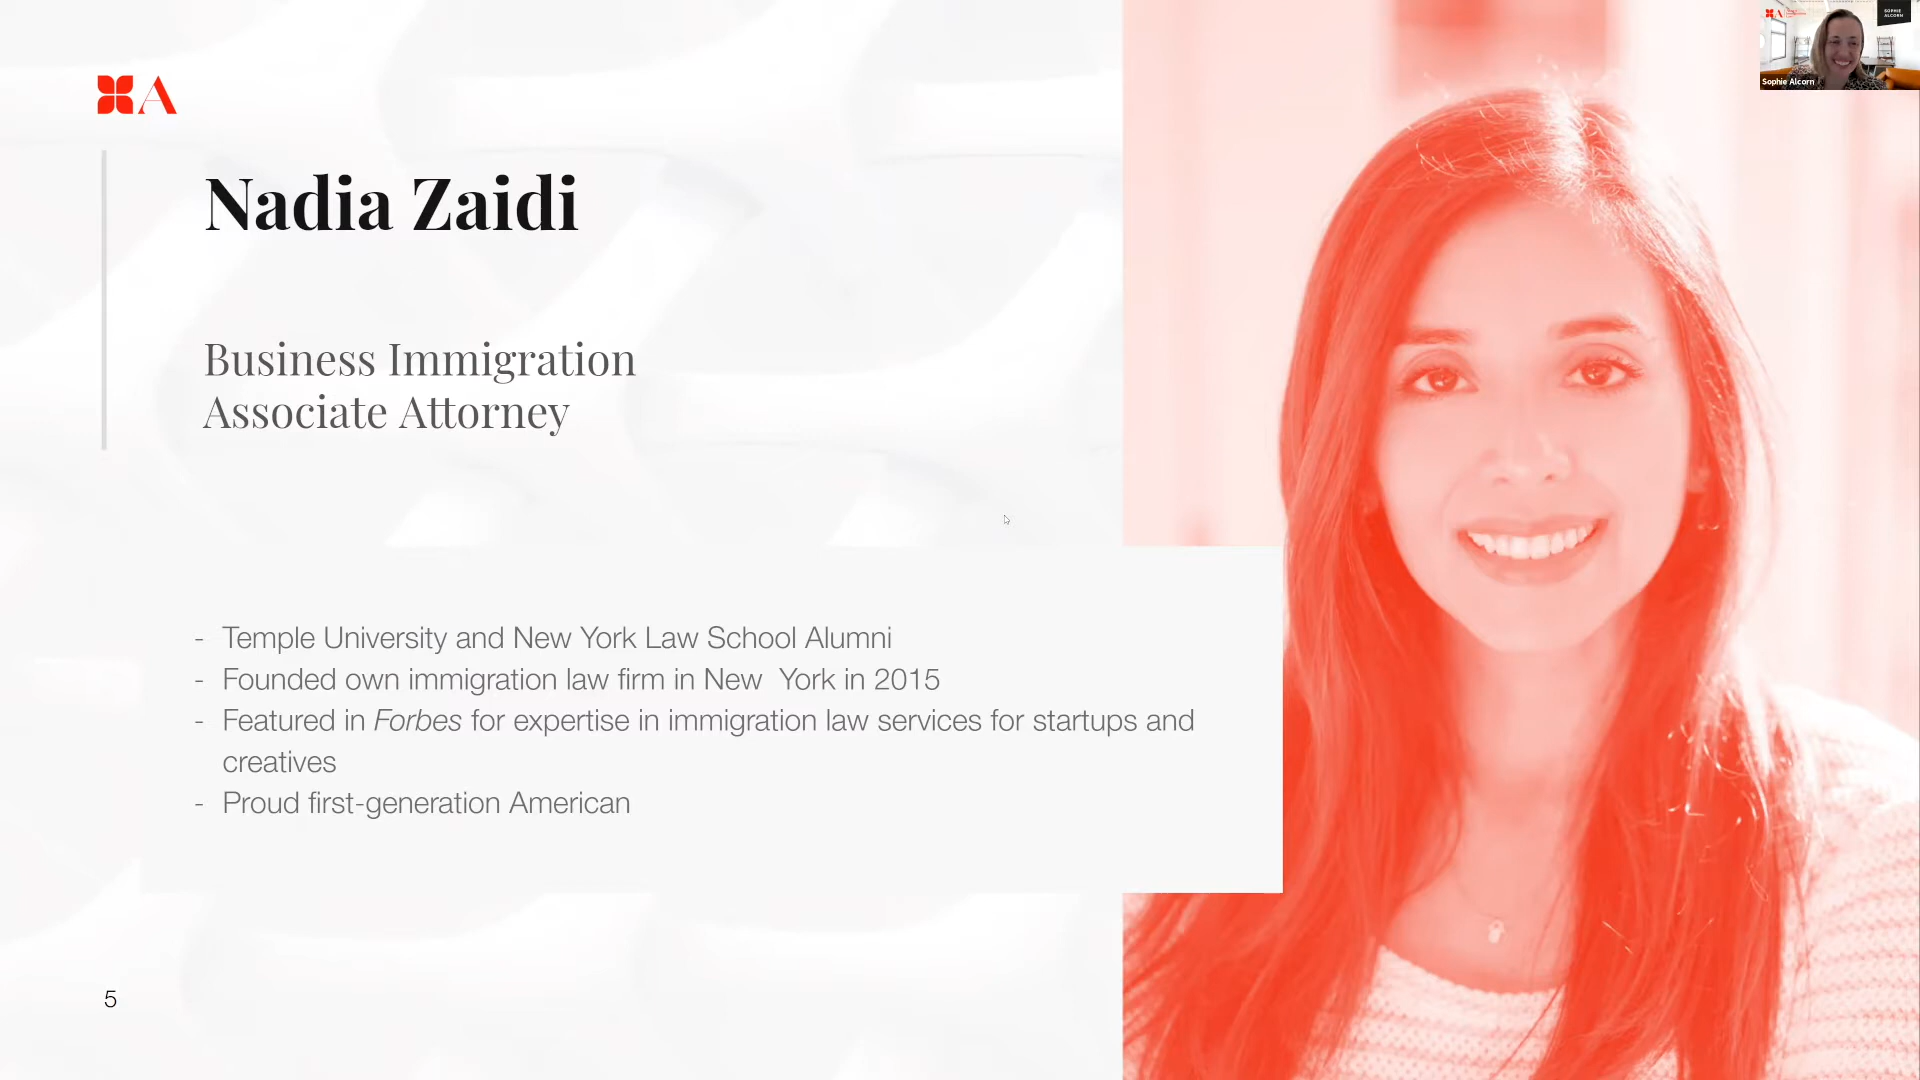 A
Nadia Zaidi
Business Immigration
Associate Attorney
- Temple University and New York Law School Alumni
- Founded own immigration law firm in New  York in 2015
- Featured in Forbes for expertise in immigration law services for startups and
creatives
- Proud first-generation American
5
A
SOPHIE
ALCORN
Sophie Alcorn